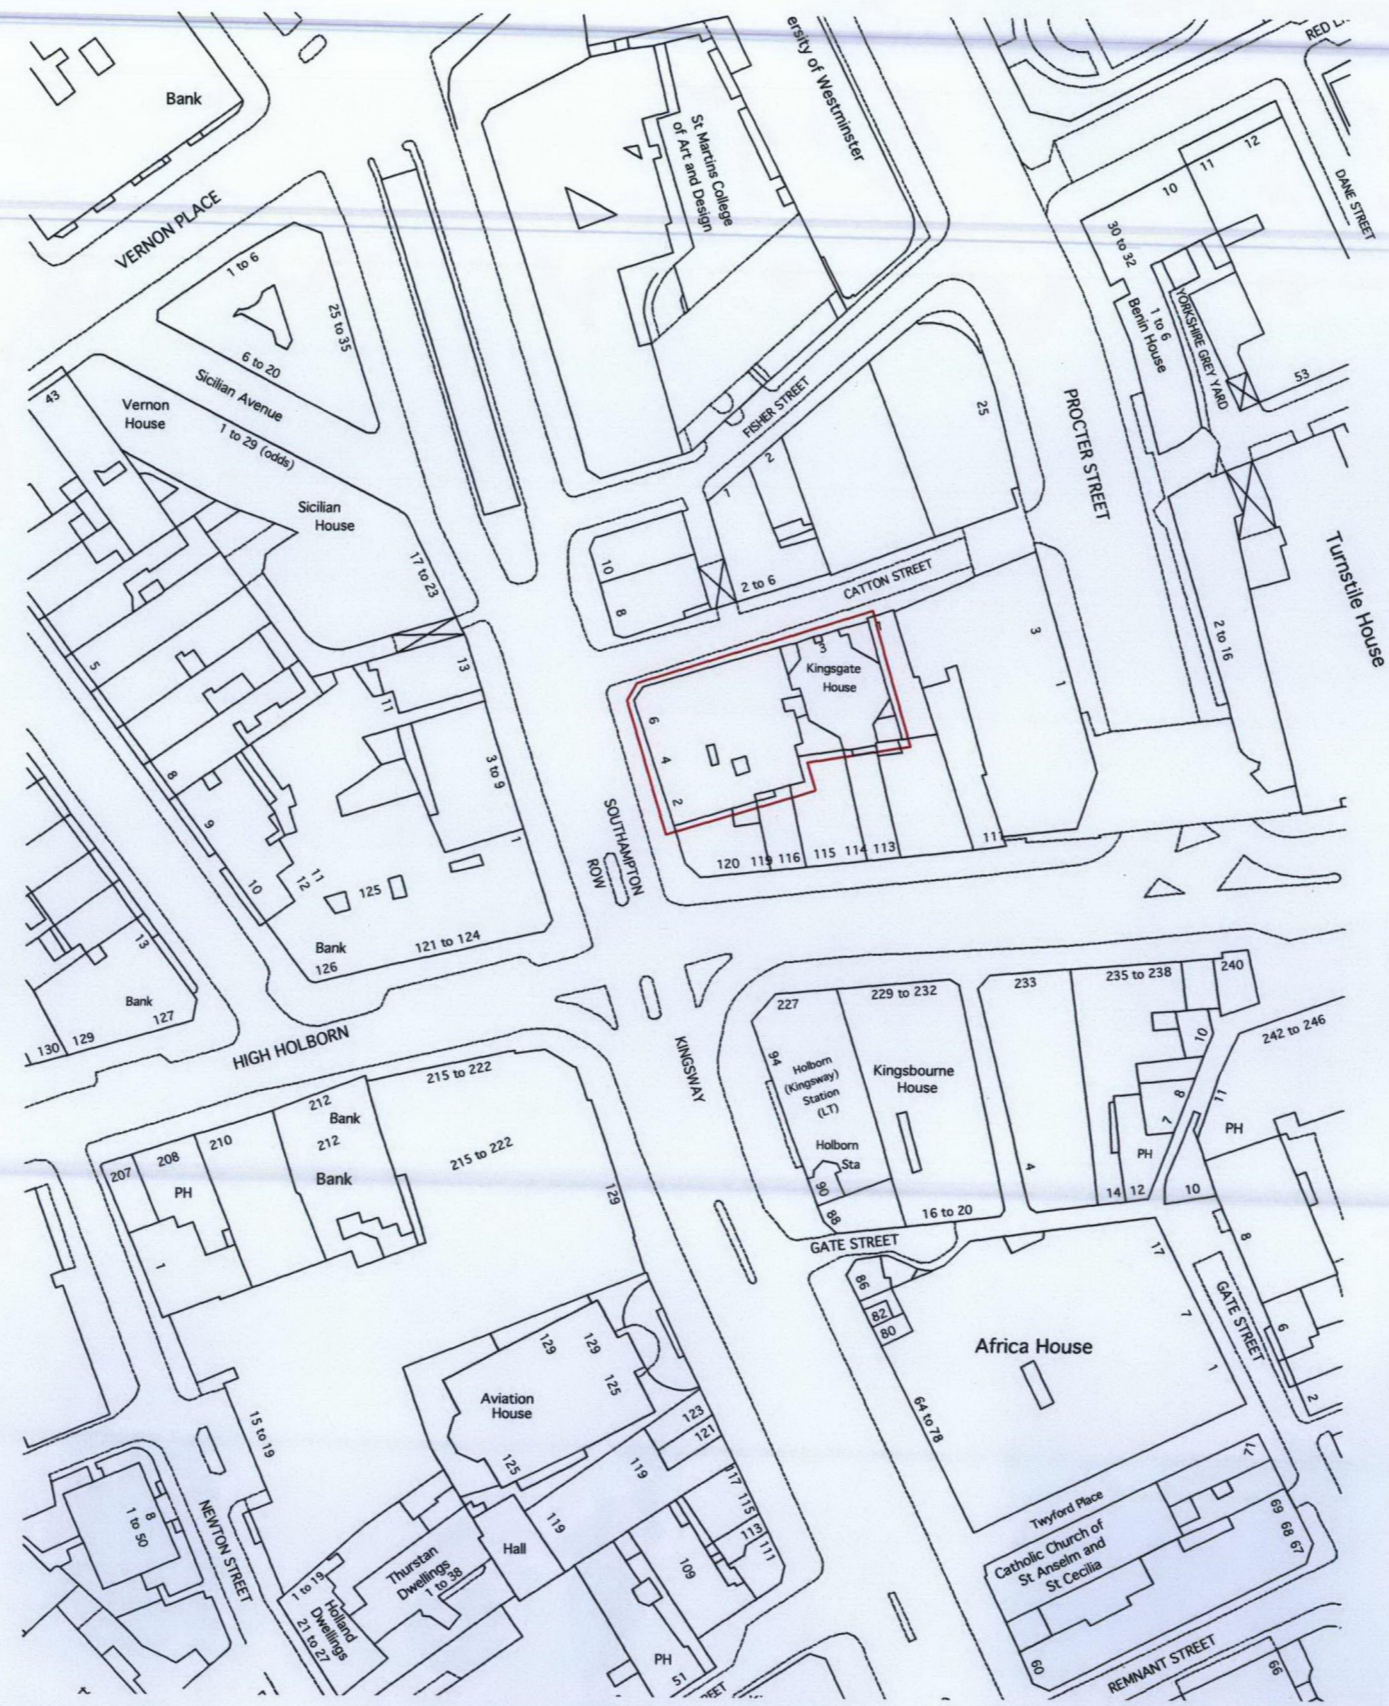 ersity of Westminster
Bank
St Martins College
of Art and Design
12
11
10
DANE STREET
VERNON PLACE
1 to 6
25 to 35
6 to 20
30 to 32
1 to 6
Benin House
YORKSHIRE GREY YARD
53
43
Vernon
House
Sicilian Avenue
1 to 29 (odds)
FISHER STREET
25
PROCTER STREET
2
1
Sicilian
House
17 to 23
10
8
2 to 6
CATTON STREET
Turnstile House
2 to 16
5
13
11
3
Kingsgate
House
3
1
6
4
2
8
3 to 9
1
9
10
12
11
125
SOUTHAMPTON
ROW
120
119
116
115
114
113
111
13
Bank
121 to 124
126
Bank
127
129
130
HIGH HOLBORN
KINGSWAY
227
229 to 232
233
235 to 238
240
242 to 246
94
Holborn
(Kingsway)
Station
(LT)
Kingsbourne
House
10
8
7
11
PH
PH
215 to 222
212
Bank
212
Bank
210
208
207
PH
215 to 222
Holborn
Sta
90
88
4
14
12
10
129
16 to 20
GATE STREET
1
17
8
86
82
80
7
1
GATE STREET
6
2
Africa House
129
129
125
Aviation
House
125
64 to 78
123
121
119
117
115
113
111
119
15 to 19
8
1 to 50
NEWTON STREET
Hall
Thurstan
Dwellings
1 to 38
109
Twyford Place
Catholic Church of
St Anselm and
St Cecilia
69
68
67
1 to 19
Holland
Dwellings
21 to 27
PH
51
60
REMNANT STREET
66